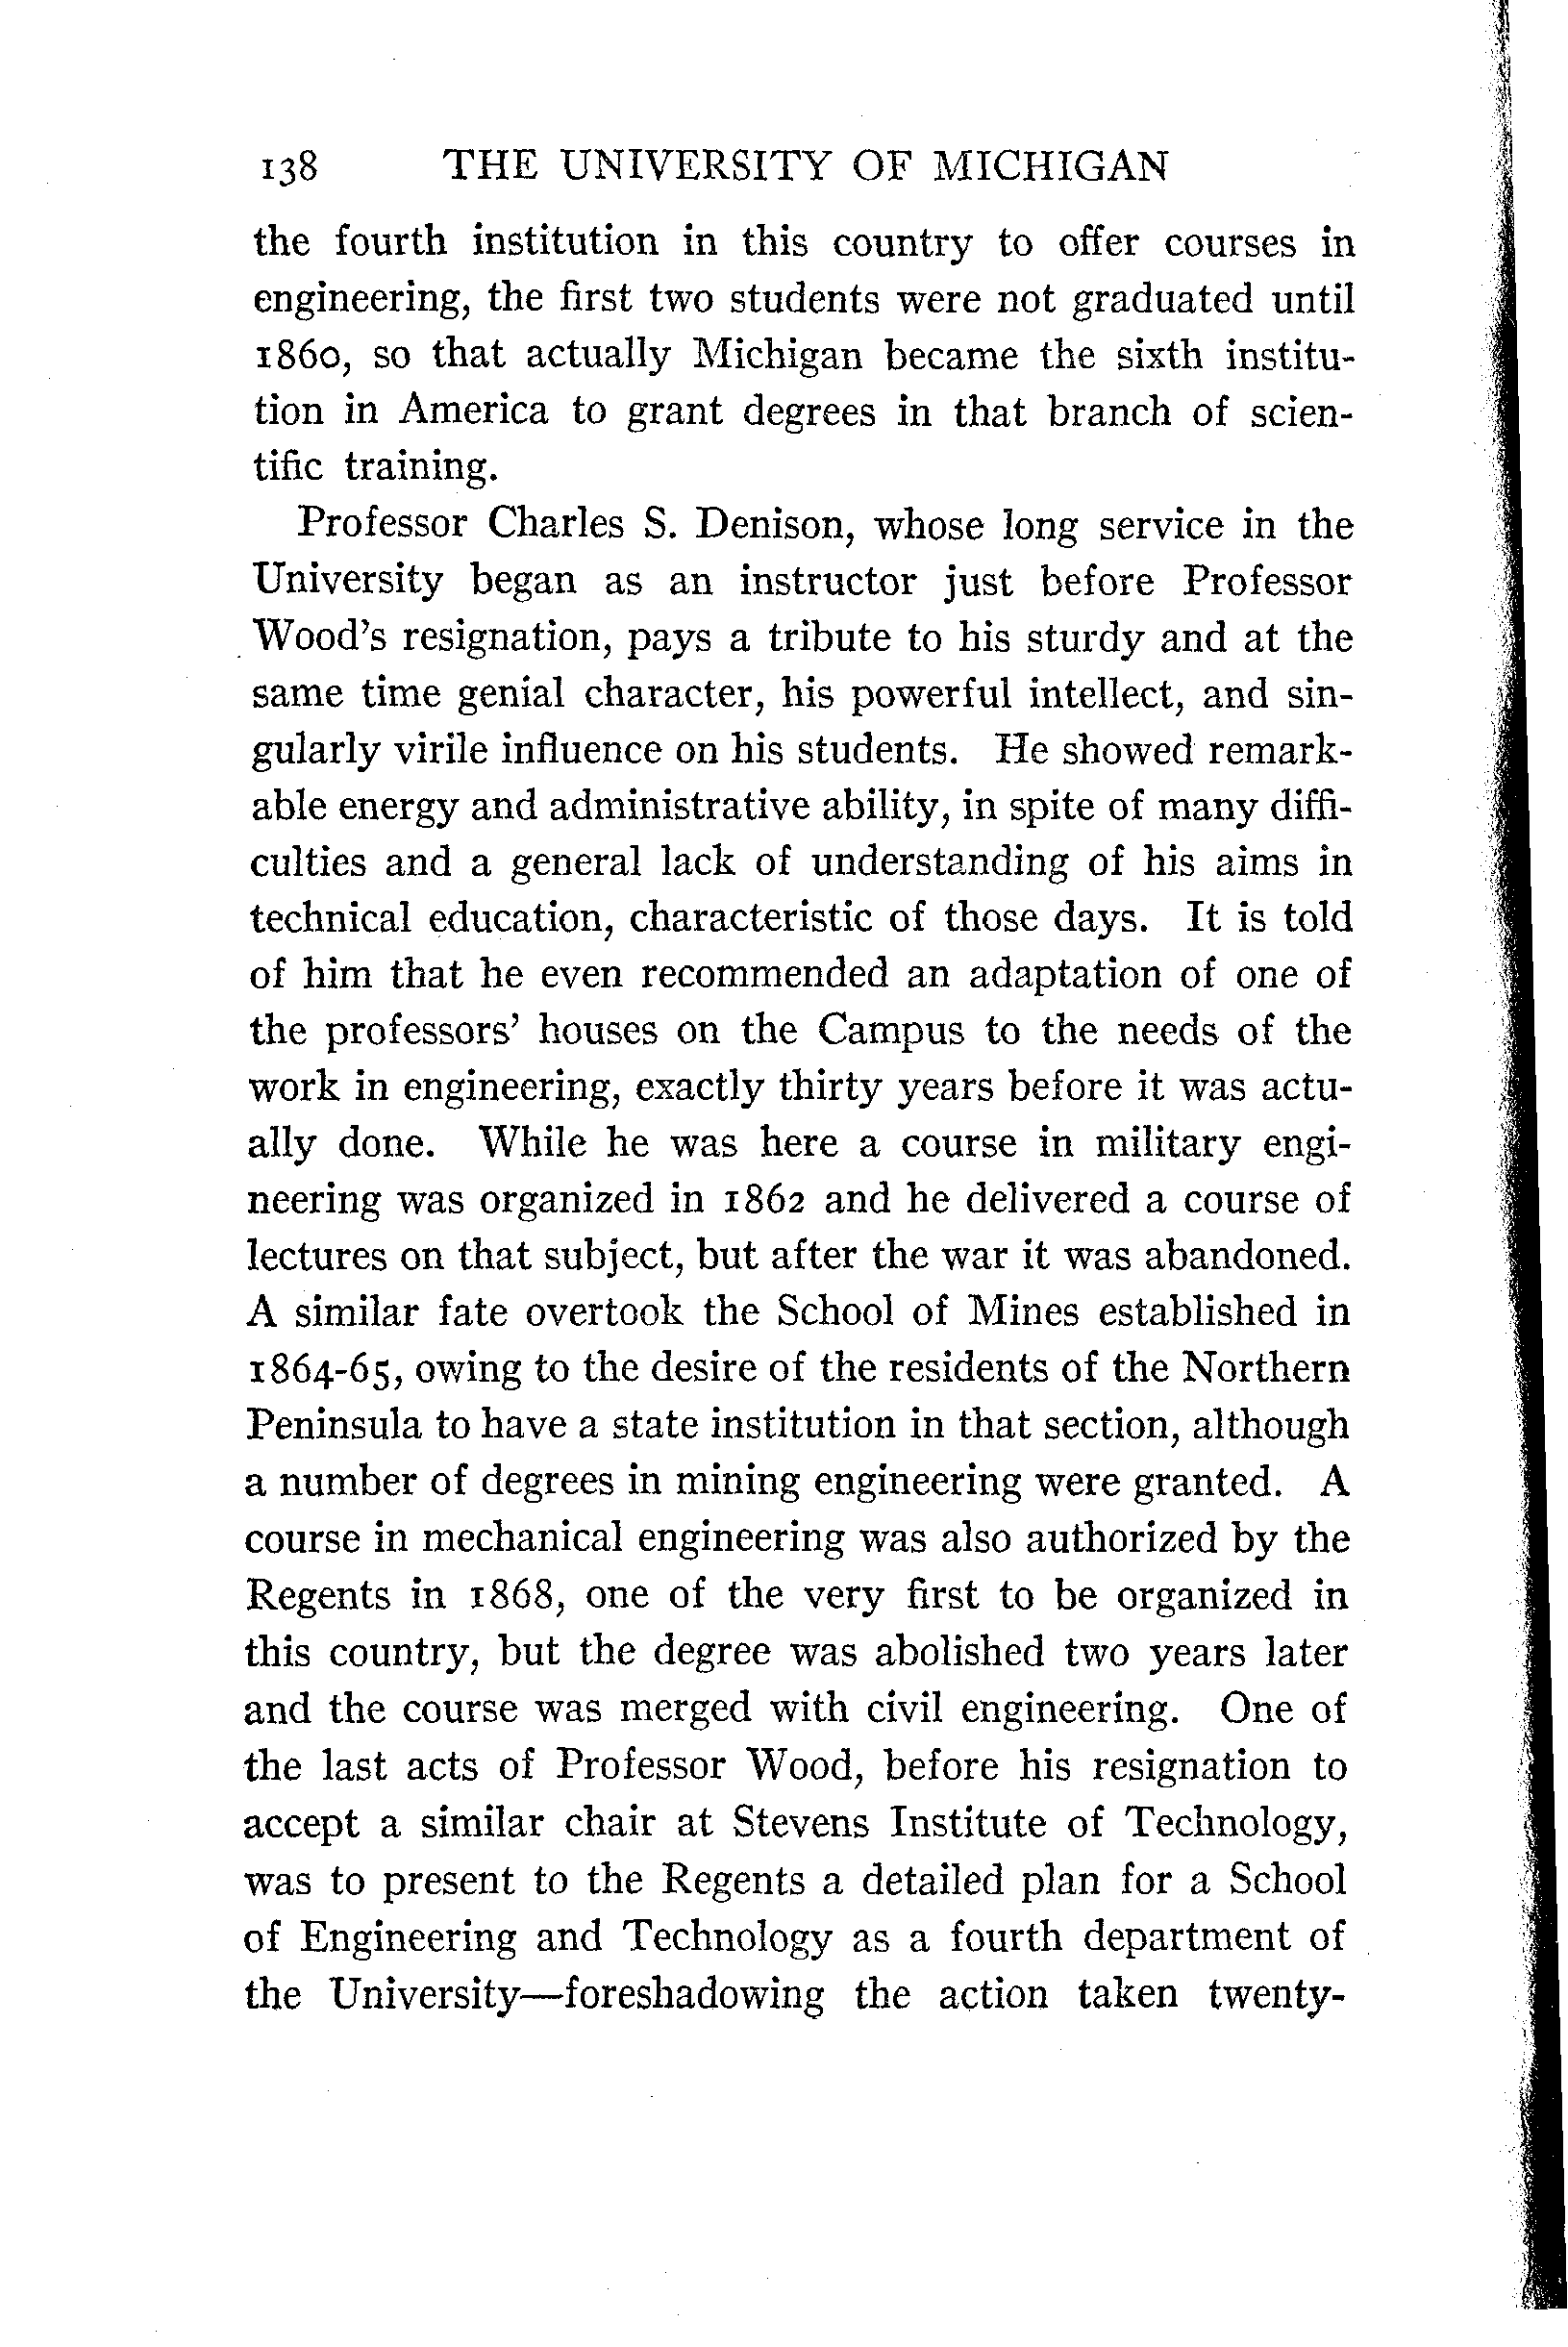 138 THE UNIVERSITY OF MICHIGAN
the fourth institution in this country to offer courses in
engineering, the first two students were not graduated until
1860, so that actually Michigan became the sixth institu-
tion in America to grant degrees in that branch of scien-
tific training.
Professor Charles S. Denison, whose long service in the
University began as an instructor just before Professor
Wood's resignation, pays a tribute to his sturdy and at the
same time genial character, his powerful intellect, and sin-
gularly virile influence on his students. He showed remark-
able energy and administrative ability, in spite of many diffi-
culties and a general lack of understanding of his aims in
technical education, characteristic of those days. It is told
of him that he even recommended an adaptation of one of
the professors' houses on the Campus to the needs of the
work in engineering, exactly thirty years before it was actu-
ally done. While he was here a course in military engi-
neering was organized in 1862 and he delivered a course of
lectures on that subject, but after the war it was abandoned.
A similar fate overtook the School of Mines established in
1864-65, owing to the desire of the residents of the Northern
Peninsula to have a state institution in that section, although
a number of degrees in mining engineering were granted. A
course in mechanical engineering was also authorized by the
Regents in 1868, one of the very first to be organized in
this country, but the degree was abolished two years later
and the course was merged with civil engineering. One of
the last acts of Professor Wood, before his resignation to
accept a similar chair at Stevens Institute of Technology,
was to present to the Regents a detailed plan for a School
of Engineering and Technology as a fourth department of
the University—foreshadowing the action taken twenty-